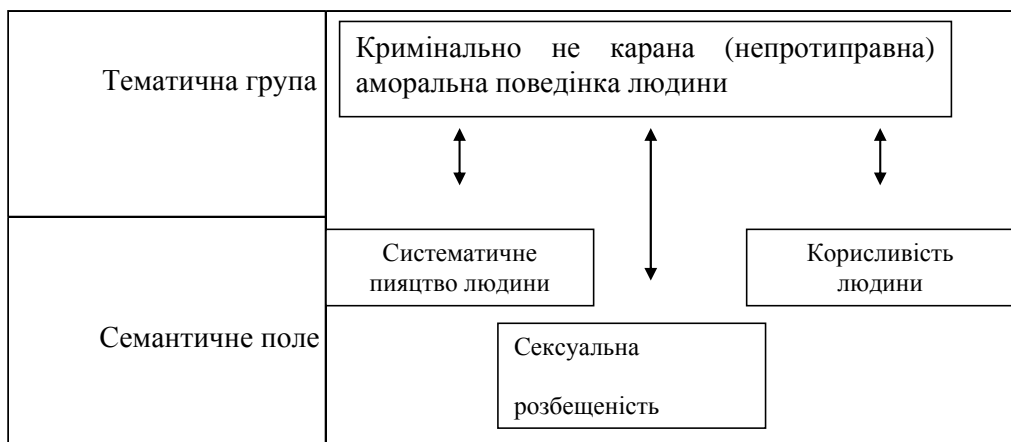 Тематична група
Кримінально не карана (непротиправна)
аморальна поведінка людини
Систематичне
пияцтво людини
Корисливість
людини
Семантичне поле
Сексуальна
розбещеність